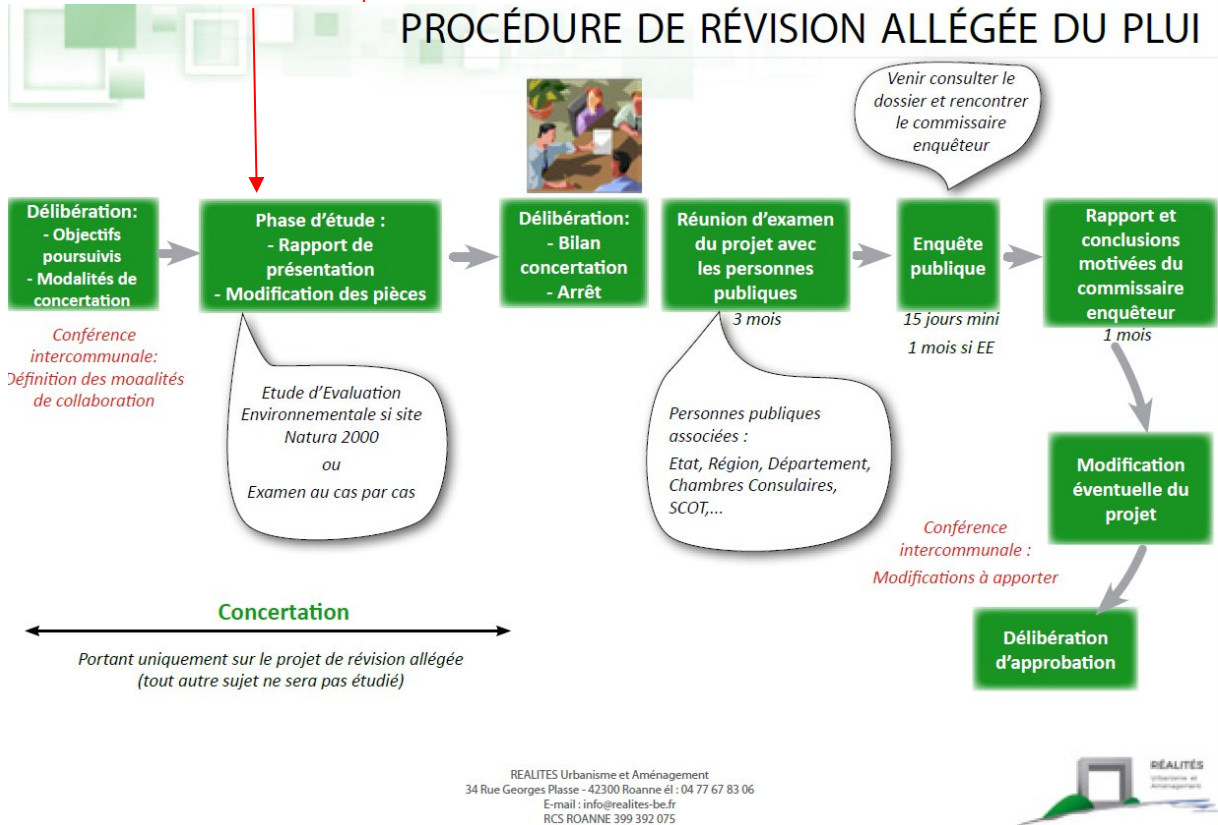 PROCÉDURE DE RÉVISION ALLÉGÉE DU PLUI
Venir consulter le
dossier et rencontrer
le commissaire
enquêteur
Délibération:
- Objectifs
poursuivis
- Modalités de
concertation
Phase d'étude :
- Rapport de
présentation
- Modification des pièces
Délibération:
- Bilan
concertation
- Arrêt
Réunion d'examen
du projet avec
les personnes
publiques
Enquête
publique
Rapport et
conclusions
motivées du
commissaire
enquêteur
3 mois
15 jours mini
1 mois si EE
1 mois
Conférence
intercommunale:
Définition des modalités
de collaboration
Etude d'Evaluation
Environnementale si site
Natura 2000
ou
Examen au cas par cas
Personnes publiques
associées :
Etat, Région, Département,
Chambres Consulaires,
SCOT,...
Modification
éventuelle du
projet
Conférence
intercommunale :
Modifications à apporter
Délibération
d'approbation
Concertation
Portant uniquement sur le projet de révision allégée
(tout autre sujet ne sera pas étudié)
REALITES Urbanisme et Aménagement
34 Rue Georges Plasse - 42300 Roanne él : 04 77 67 83 06
E-mail : info@realites-be.fr
RCS ROANNE 399 392 075
RÉALITÉS
Urbanisme et
Aménagement